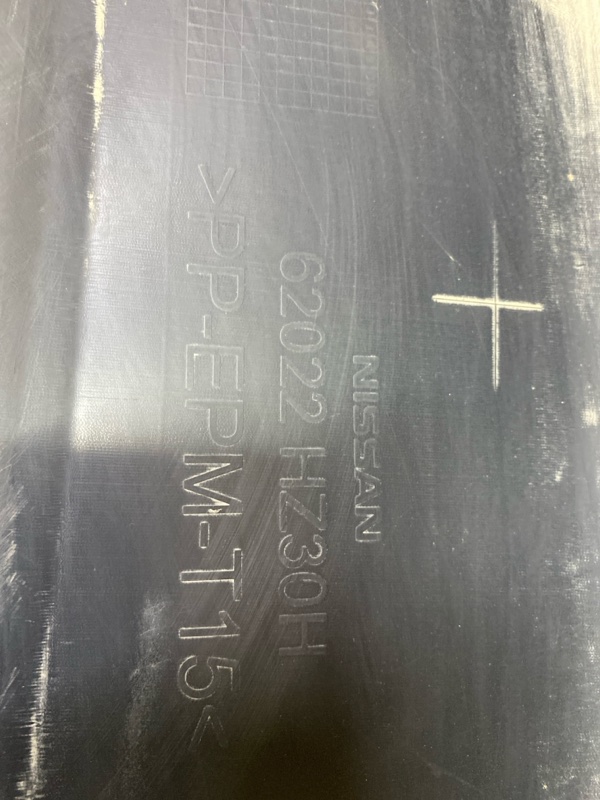 NISSAN
62022 HZ30H
>PP-EPM-T15<